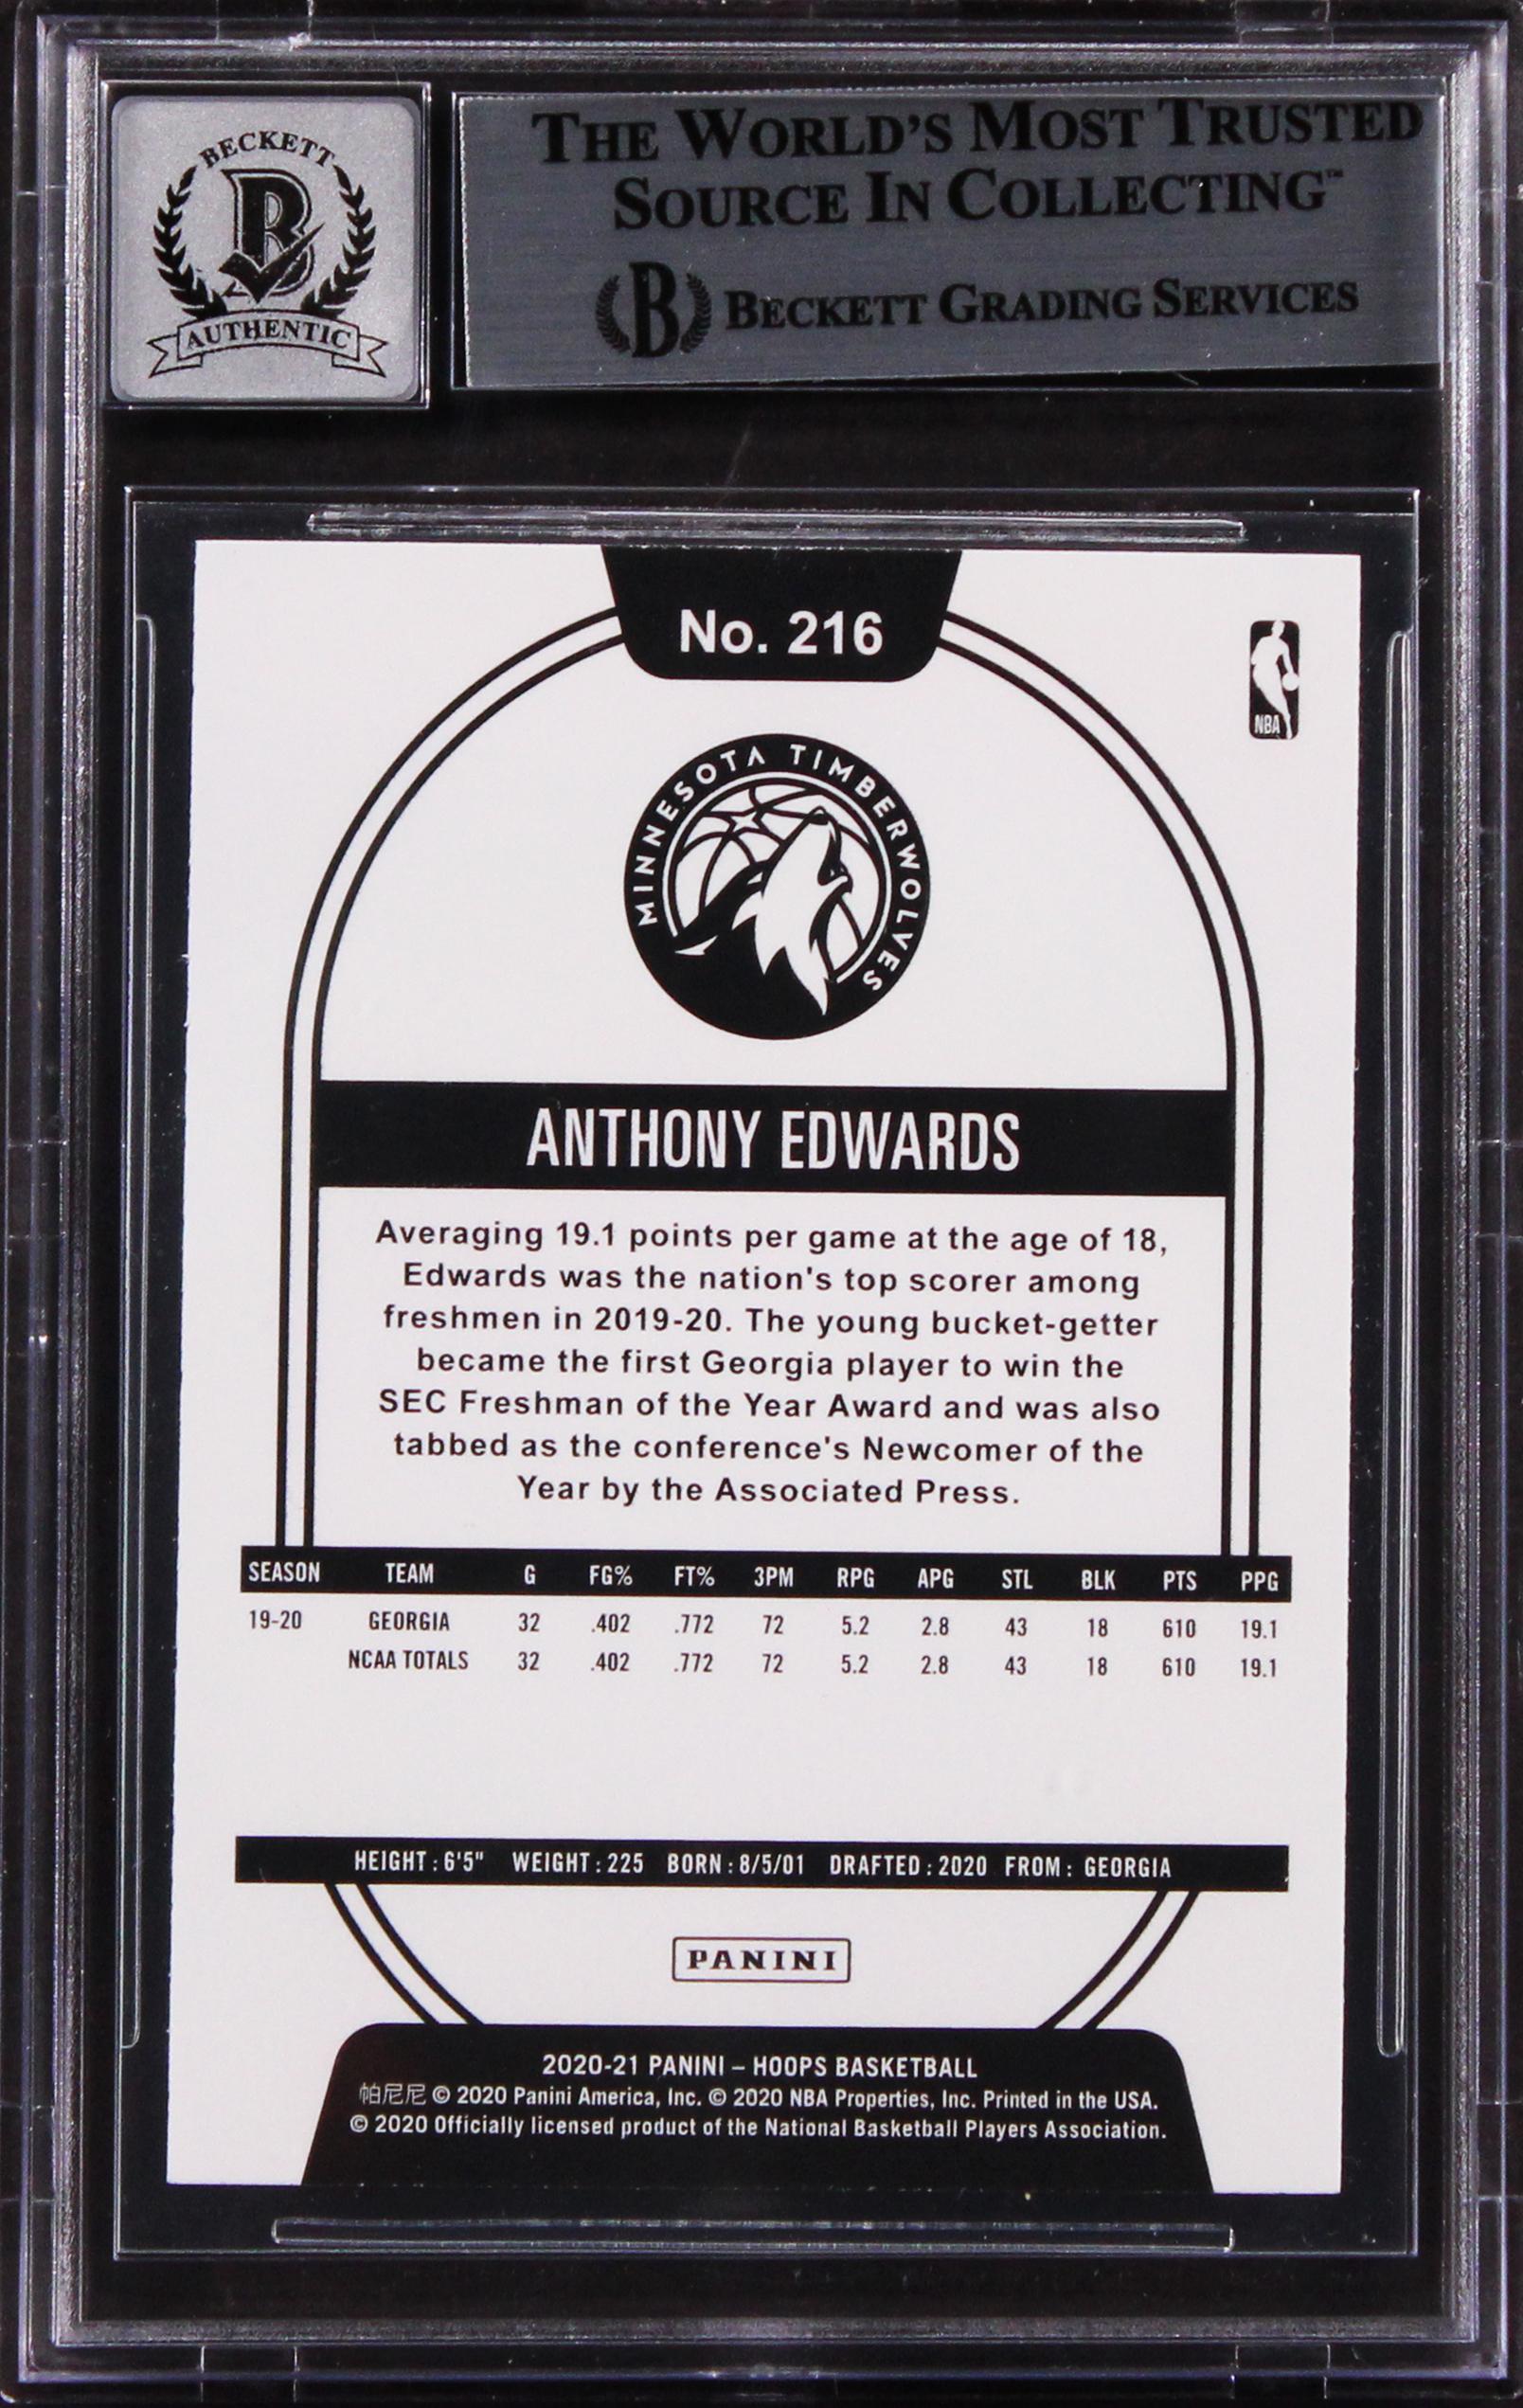 BECKETT
B
AUTHENTIC
THE WORLD'S MOST TRUSTED
SOURCE IN COLLECTING™
B BECKETT GRADING SERVICES
No. 216
NBA
MINNESOTA TIMBERWOLVES
ANTHONY EDWARDS
Averaging 19.1 points per game at the age of 18,
Edwards was the nation's top scorer among
freshmen in 2019-20. The young bucket-getter
became the first Georgia player to win the
SEC Freshman of the Year Award and was also
tabbed as the conference's Newcomer of the
Year by the Associated Press.
SEASON TEAM G FG% FT% 3PM RPG APG STL BLK PTS PPG
19-20 GEORGIA 32 .402 .772 72 5.2 2.8 43 18 610 19.1
NCAA TOTALS 32 .402 .772 72 5.2 2.8 43 18 610 19.1
HEIGHT : 6'5" WEIGHT : 225 BORN : 8/5/01 DRAFTED : 2020 FROM : GEORGIA
PANINI
2020-21 PANINI – HOOPS BASKETBALL
帕尼尼 © 2020 Panini America, Inc. © 2020 NBA Properties, Inc. Printed in the USA.
© 2020 Officially licensed product of the National Basketball Players Association.